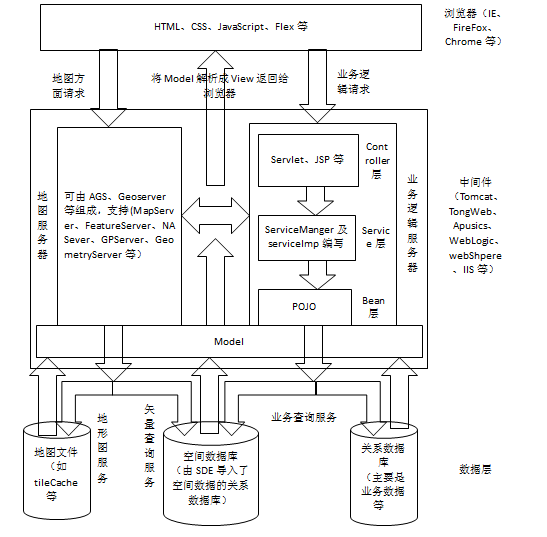 HTML、CSS、JavaScript、Flex 等
浏览器（IE、
FireFox、
Chrome 等）
地图方
面请求
将 Model 解析成 View 返回给
浏览器
业务逻
辑请求
地图服务器
可由 AGS、Geoserver
等组成，支持(MapServ
er、FeatureServer、NA
Sever、GPServer、Geo
metryServer 等）
Servlet、JSP 等
Cont
roller
层
ServiceManger 及
serviceImp 编写
Servic
e 层
POJO
Bean
层
业务逻辑服务器
中间件
（Tomcat、
TongWeb、
Apusics、
WebLogic、
webShpere
、IIS 等）
Model
地形图服务
矢量查询服务
业务查询服务
地图文件
（如
tileCache
等
空间数据库
（由 SDE 导入了
空间数据的关系
数据库）
关系数据
库
（主要是
业务数据
等
数据层